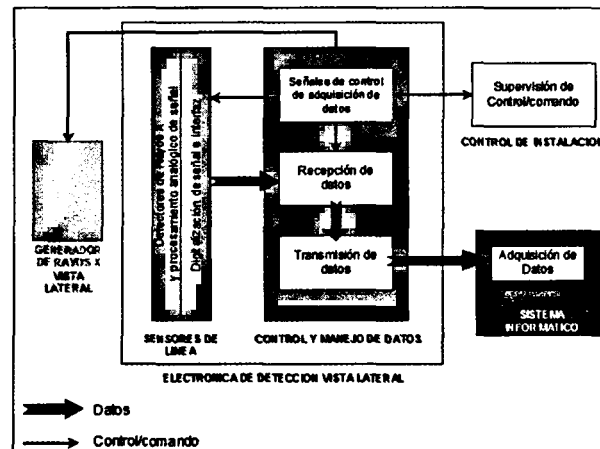 Señales de control
de adquisición de
datos
Supervisión de
Control/comando
CONTROL DE INSTALACION
Detectores de Rayos X
y procesamiento analógico de señal
Digitalización de señal e interfaz
Recepción de
datos
GENERADOR
DE RAYOS X
VISTA
LATERAL
Transmisión de
datos
Adquisición de
Datos
SISTEMA
INFORMATICO
SENSORES DE
LINEA
CONTROL Y MANEJO DE DATOS
ELECTRONICA DE DETECCION VISTA LATERAL
Datos
Control/comando